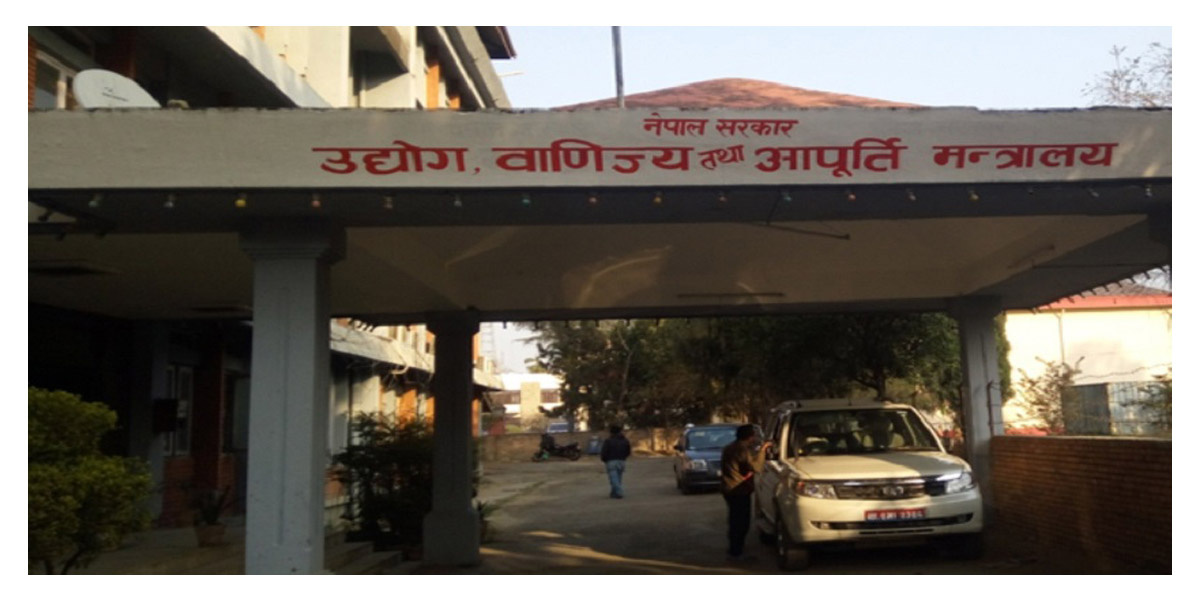 नेपाल सरकार
उद्योग, वाणिज्य तथा आपूर्ति मन्त्रालय